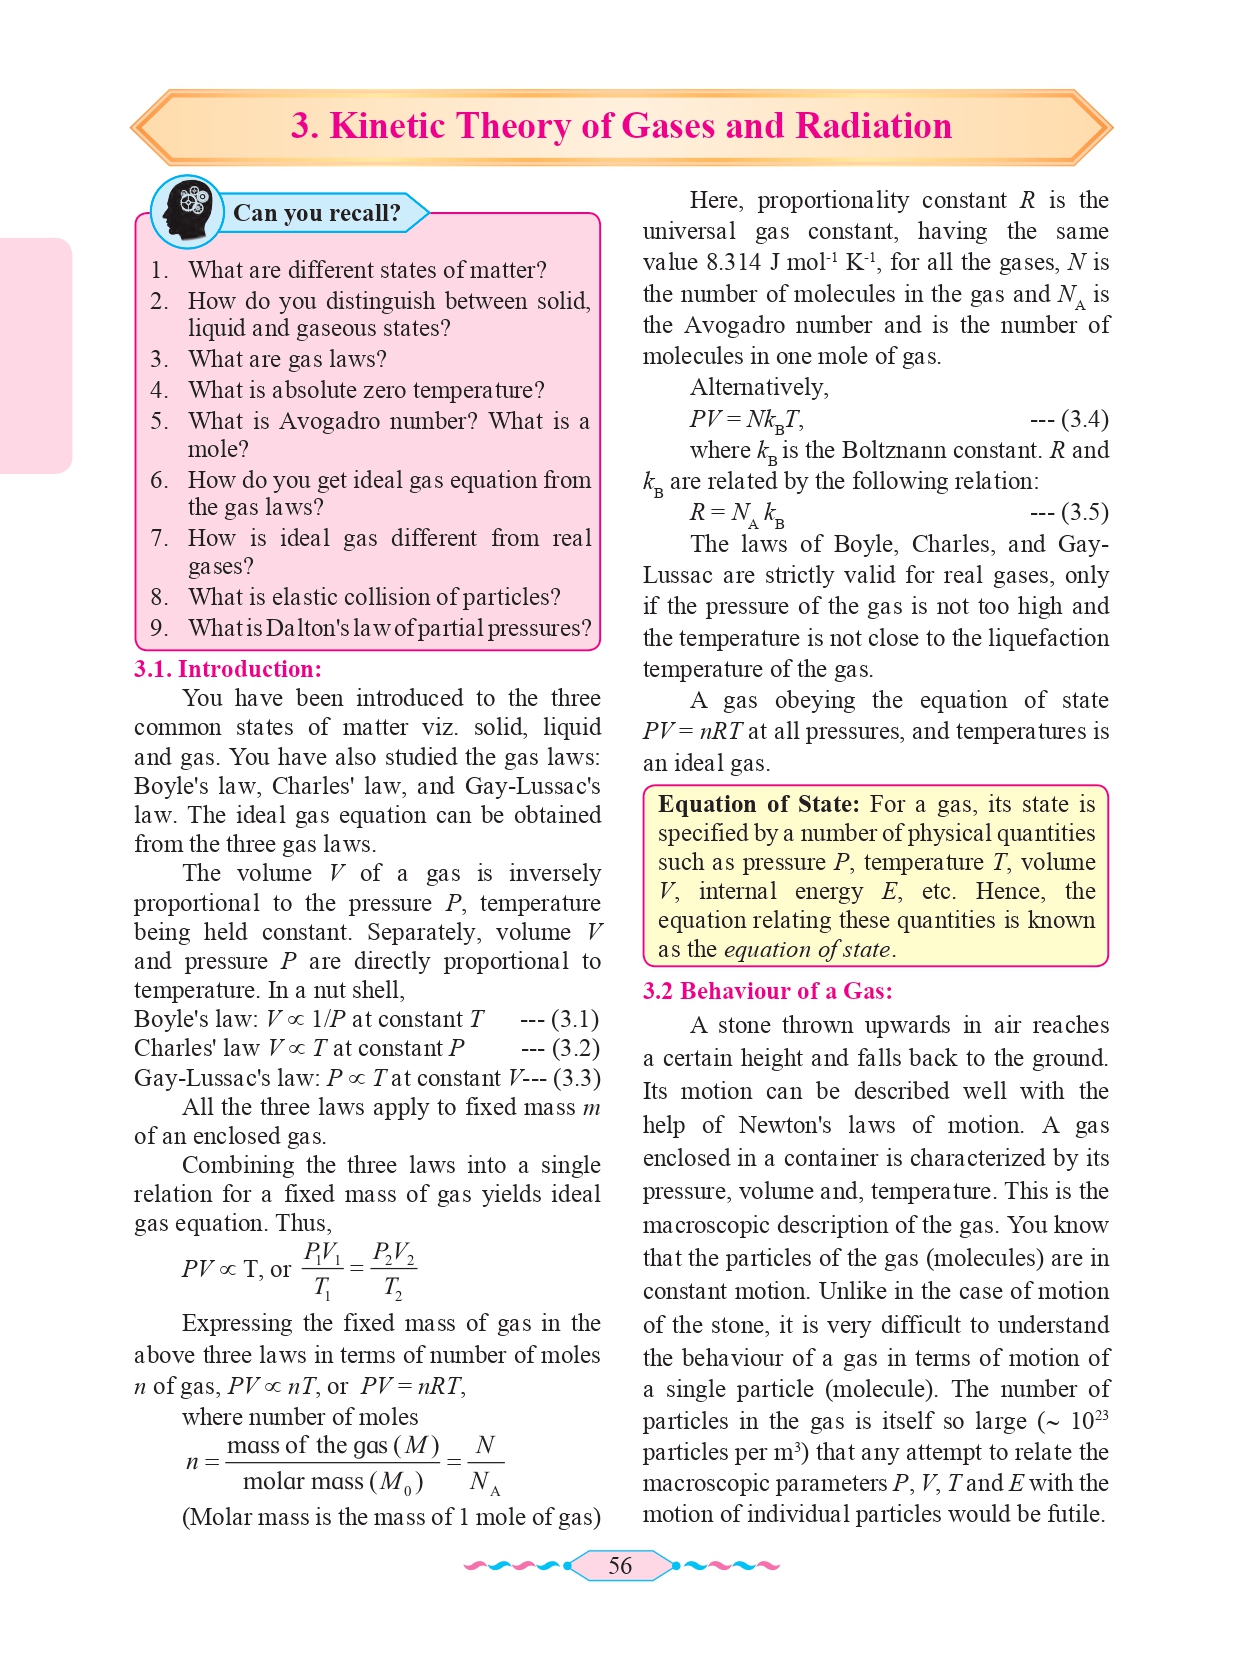 3. Kinetic Theory of Gases and Radiation
Can you recall?
1. What are different states of matter?
2. How do you distinguish between solid,
liquid and gaseous states?
3. What are gas laws?
4. What is absolute zero temperature?
5. What is Avogadro number? What is a
mole?
6. How do you get ideal gas equation from
the gas laws?
7. How is ideal gas different from real
gases?
8. What is elastic collision of particles?
9. What is Dalton's law of partial pressures?
3.1. Introduction:
You have been introduced to the three
common states of matter viz. solid, liquid
and gas. You have also studied the gas laws:
Boyle's law, Charles' law, and Gay-Lussac's
law. The ideal gas equation can be obtained
from the three gas laws.
The volume V of a gas is inversely
proportional to the pressure P, temperature
being held constant. Separately, volume V
and pressure P are directly proportional to
temperature. In a nut shell,
Boyle's law: V ∝ 1/P at constant T --- (3.1)
Charles' law V ∝ T at constant P --- (3.2)
Gay-Lussac's law: P ∝ T at constant V--- (3.3)
All the three laws apply to fixed mass m
of an enclosed gas.
Combining the three laws into a single
relation for a fixed mass of gas yields ideal
gas equation. Thus,
PV ∝ T, or P₁V₁/T₁ = P₂V₂/T₂
Expressing the fixed mass of gas in the
above three laws in terms of number of moles
n of gas, PV ∝ nT, or PV = nRT,
where number of moles
n = mass of the gas (M)/molar mass (M₀) = N/N_A
(Molar mass is the mass of 1 mole of gas)
Here, proportionality constant R is the
universal gas constant, having the same
value 8.314 J mol⁻¹ K⁻¹, for all the gases, N is
the number of molecules in the gas and N_A is
the Avogadro number and is the number of
molecules in one mole of gas.
Alternatively,
PV = Nk_BT, --- (3.4)
where k_B is the Boltznann constant. R and
k_B are related by the following relation:
R = N_A k_B --- (3.5)
The laws of Boyle, Charles, and Gay-
Lussac are strictly valid for real gases, only
if the pressure of the gas is not too high and
the temperature is not close to the liquefaction
temperature of the gas.
A gas obeying the equation of state
PV = nRT at all pressures, and temperatures is
an ideal gas.
Equation of State: For a gas, its state is
specified by a number of physical quantities
such as pressure P, temperature T, volume
V, internal energy E, etc. Hence, the
equation relating these quantities is known
as the equation of state.
3.2 Behaviour of a Gas:
A stone thrown upwards in air reaches
a certain height and falls back to the ground.
Its motion can be described well with the
help of Newton's laws of motion. A gas
enclosed in a container is characterized by its
pressure, volume and, temperature. This is the
macroscopic description of the gas. You know
that the particles of the gas (molecules) are in
constant motion. Unlike in the case of motion
of the stone, it is very difficult to understand
the behaviour of a gas in terms of motion of
a single particle (molecule). The number of
particles in the gas is itself so large (~ 10²³
particles per m³) that any attempt to relate the
macroscopic parameters P, V, T and E with the
motion of individual particles would be futile.
56